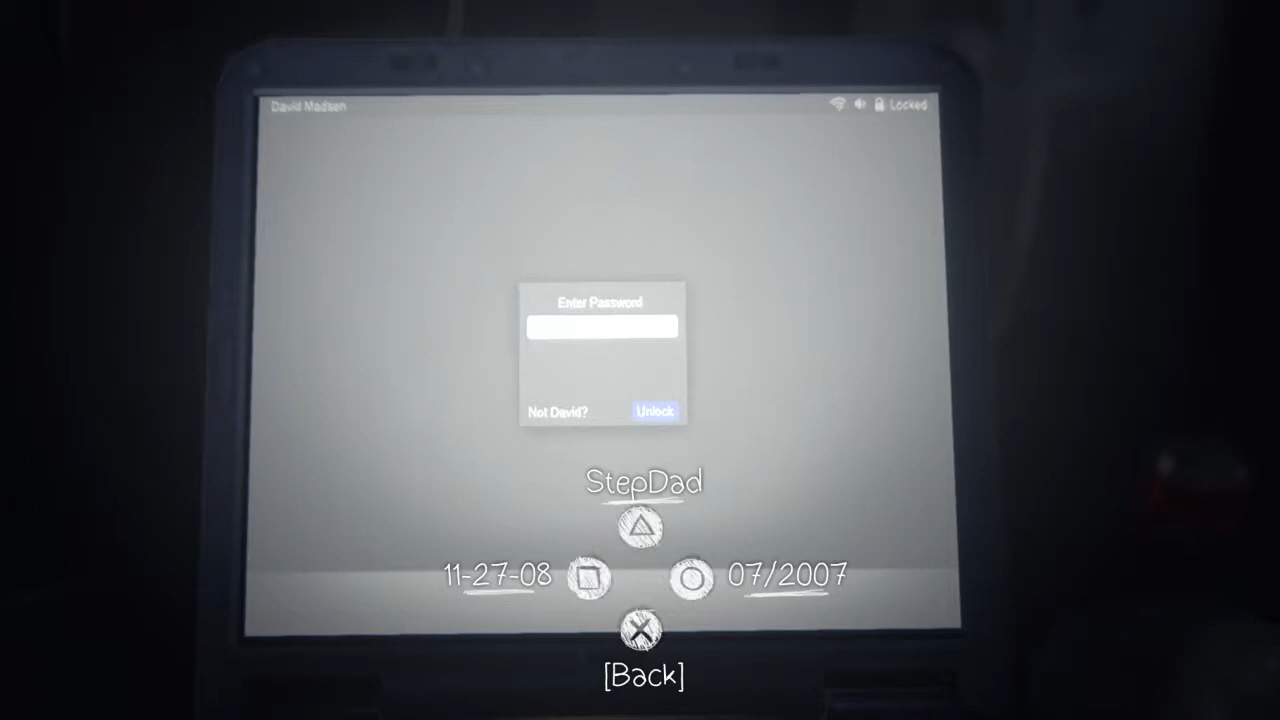 David Madsen
Locked
Enter Password
Not David?
Unlock
StepDad
11-27-08
07/2007
[Back]